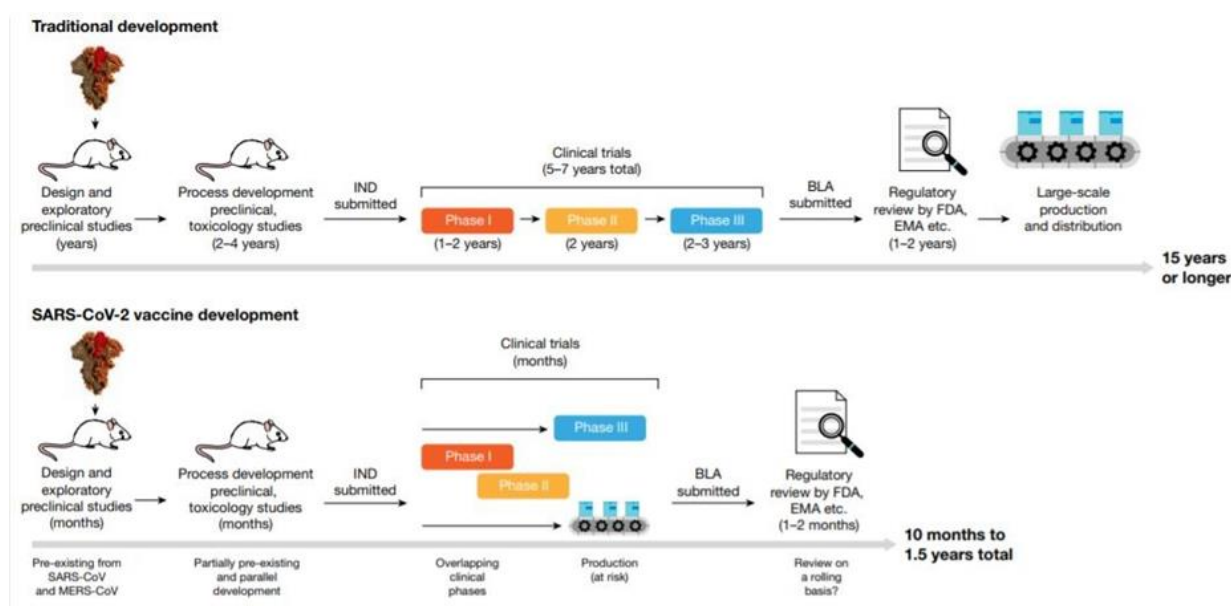 Traditional development
Design and
exploratory
preclinical studies
(years)
Process development
preclinical,
toxicology studies
(2–4 years)
IND
submitted
Clinical trials
(5–7 years total)
Phase I
(1–2 years)
Phase II
(2 years)
Phase III
(2–3 years)
BLA
submitted
Regulatory
review by FDA,
EMA etc.
(1–2 years)
Large-scale
production
and distribution
15 years
or longer
SARS-CoV-2 vaccine development
Design and
exploratory
preclinical studies
(months)
Process development
preclinical,
toxicology studies
(months)
IND
submitted
Clinical trials
(months)
Phase III
Phase I
Phase II
BLA
submitted
Regulatory
review by FDA,
EMA etc.
(1–2 months)
10 months to
1.5 years total
Pre-existing from
SARS-CoV
and MERS-CoV
Partially pre-existing
and parallel
development
Overlapping
clinical
phases
Production
(at risk)
Review on
a rolling
basis?